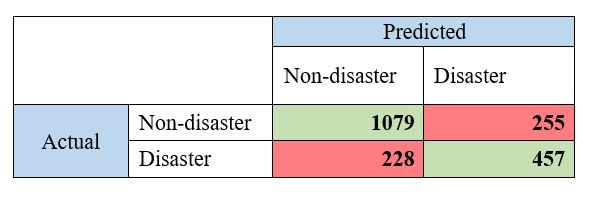 Predicted
Non-disaster Disaster
Actual
Non-disaster 1079 255
Disaster 228 457